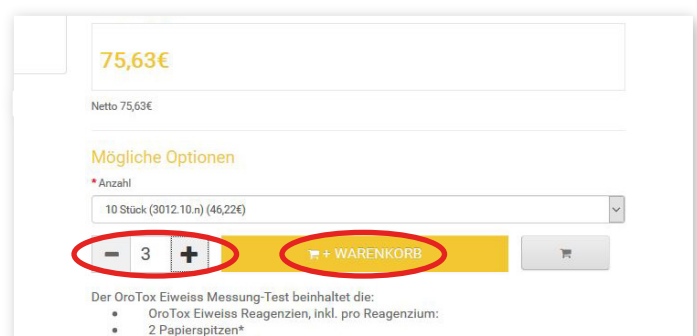 75,63€
Netto 75,63€
Mögliche Optionen
* Anzahl
10 Stück (3012.10.n) (46,22€)
3
+ WARENKORB
Der OroTox Eiweiss Messung-Test beinhaltet die:
• OroTox Eiweiss Reagenzien, inkl. pro Reagenzium:
• 2 Papierspitzen*